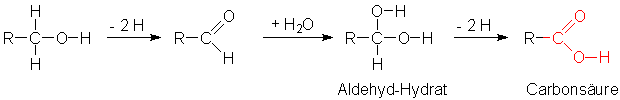 H
R–C–O–H
H
- 2 H
O
R–C
H
+ H2O
O–H
R–C–O–H
H
- 2 H
O
R–C
O–H
Aldehyd-Hydrat
Carbonsäure